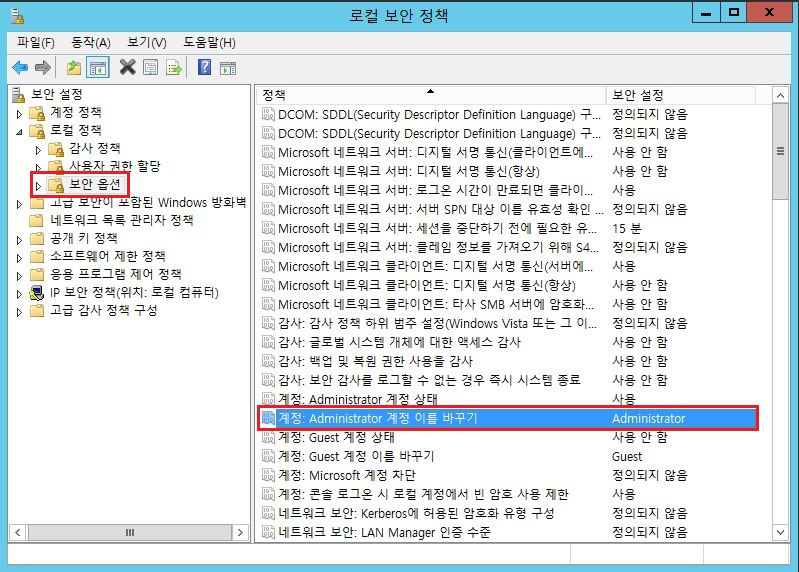 로컬 보안 정책
파일(F) 동작(A) 보기(V) 도움말(H)
보안 설정
계정 정책
로컬 정책
감사 정책
사용자 권한 할당
보안 옵션
고급 보안이 포함된 Windows 방화벽
네트워크 목록 관리자 정책
공개 키 정책
소프트웨어 제한 정책
응용 프로그램 제어 정책
IP 보안 정책(위치: 로컬 컴퓨터)
고급 감사 정책 구성
정책 보안 설정
DCOM: SDDL(Security Descriptor Definition Language) 구... 정의되지 않음
DCOM: SDDL(Security Descriptor Definition Language) 구... 정의되지 않음
Microsoft 네트워크 서버: 디지털 서명 통신(클라이언트에... 사용 안 함
Microsoft 네트워크 서버: 디지털 서명 통신(항상) 사용 안 함
Microsoft 네트워크 서버: 로그온 시간이 만료되면 클라이... 사용
Microsoft 네트워크 서버: 서버 SPN 대상 이름 유효성 확인 ... 정의되지 않음
Microsoft 네트워크 서버: 세션을 중단하기 전에 필요한 유... 15 분
Microsoft 네트워크 서버: 클레임 정보를 가져오기 위해 S4... 정의되지 않음
Microsoft 네트워크 클라이언트: 디지털 서명 통신(서버에... 사용
Microsoft 네트워크 클라이언트: 디지털 서명 통신(항상) 사용 안 함
Microsoft 네트워크 클라이언트: 타사 SMB 서버에 암호화... 사용 안 함
감사: 감사 정책 하위 범주 설정(Windows Vista 또는 그 이... 정의되지 않음
감사: 글로벌 시스템 개체에 대한 액세스 감사 사용 안 함
감사: 백업 및 복원 권한 사용을 감사 사용 안 함
감사: 보안 감사를 로그할 수 없는 경우 즉시 시스템 종료 사용 안 함
계정: Administrator 계정 상태 사용
계정: Administrator 계정 이름 바꾸기 Administrator
계정: Guest 계정 상태 사용 안 함
계정: Guest 계정 이름 바꾸기 Guest
계정: Microsoft 계정 차단 정의되지 않음
계정: 콘솔 로그온 시 로컬 계정에서 빈 암호 사용 제한 사용
네트워크 보안: Kerberos에 허용된 암호화 유형 구성 정의되지 않음
네트워크 보안: LAN Manager 인증 수준 정의되지 않음